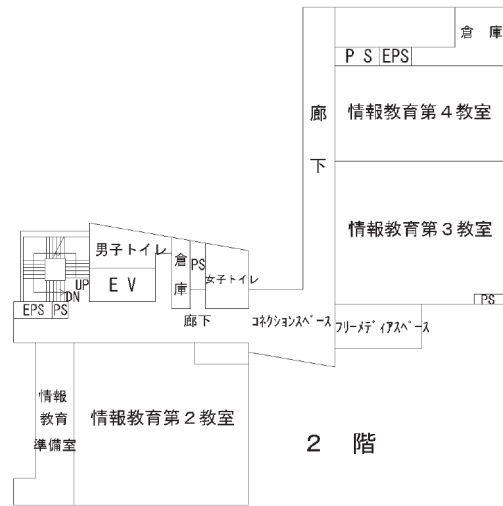 倉 庫
P S
EPS
廊
下
情報教育第4教室
情報教育第3教室
男子トイレ
倉
庫
PS
女子トイレ
E V
UP
DN
EPS
PS
PS
廊下
コネクションスペース
フリーメディアスペース
情報
教育
準備室
情報教育第2教室
2 階